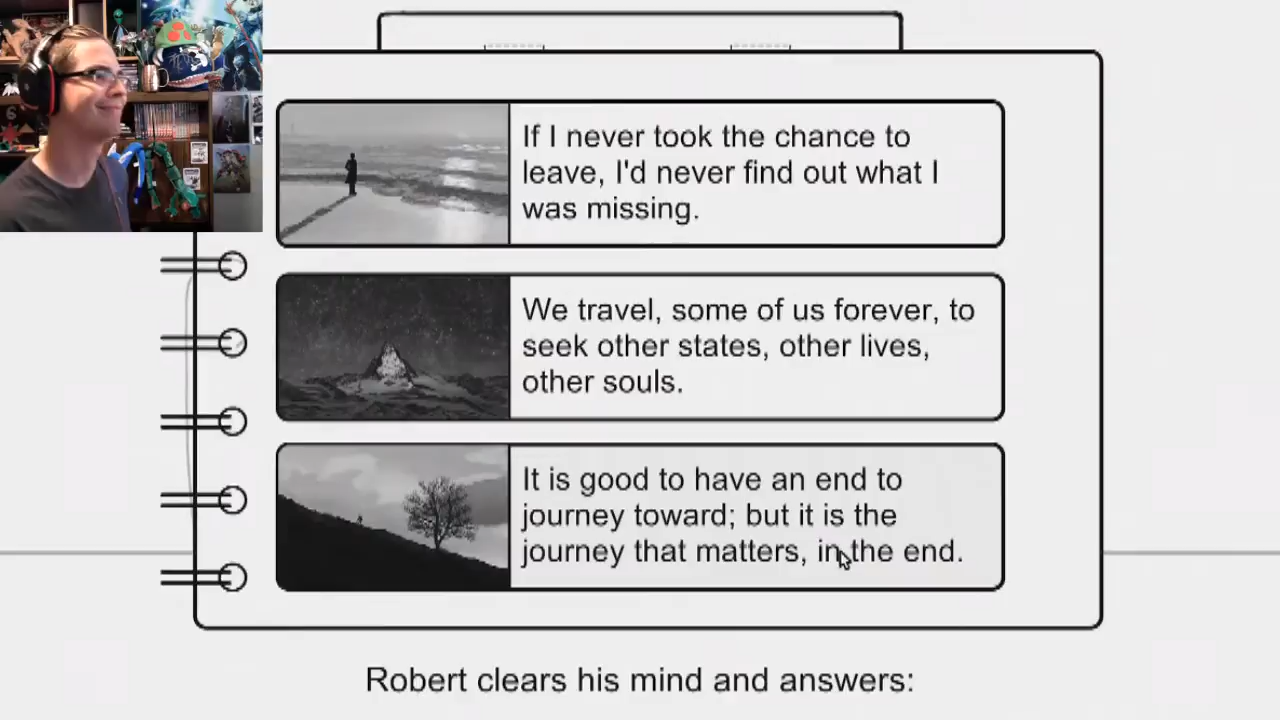 If I never took the chance to
leave, I'd never find out what I
was missing.
We travel, some of us forever, to
seek other states, other lives,
other souls.
It is good to have an end to
journey toward; but it is the
journey that matters, in the end.
Robert clears his mind and answers: